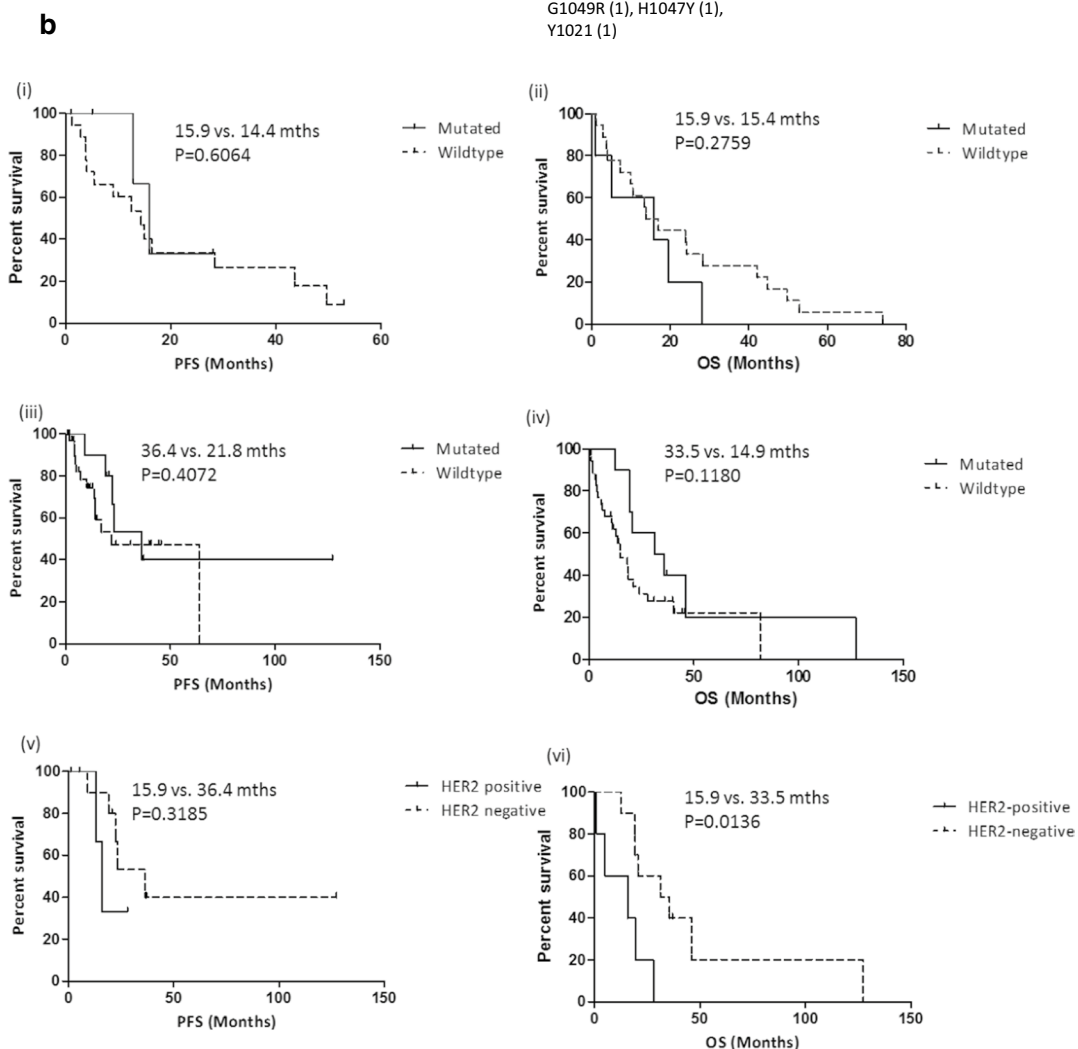 G1049R (1), H1047Y (1),
Y1021 (1)
b
(i)
15.9 vs. 14.4 mths
P=0.6064
Mutated
Wildtype
Percent survival
100
80
60
40
20
0
0 20 40 60
PFS (Months)
(ii)
15.9 vs. 15.4 mths
P=0.2759
Mutated
Wildtype
Percent survival
100
80
60
40
20
0
0 20 40 60 80
OS (Months)
(iii)
36.4 vs. 21.8 mths
P=0.4072
Mutated
Wildtype
Percent survival
100
80
60
40
20
0
0 50 100 150
PFS (Months)
(iv)
33.5 vs. 14.9 mths
P=0.1180
Mutated
Wildtype
Percent survival
100
80
60
40
20
0
0 50 100 150
OS (Months)
(v)
15.9 vs. 36.4 mths
P=0.3185
HER2 positive
HER2 negative
Percent survival
100
80
60
40
20
0
0 50 100 150
PFS (Months)
(vi)
15.9 vs. 33.5 mths
P=0.0136
HER2-positive
HER2-negative
Percent survival
100
80
60
40
20
0
0 50 100 150
OS (Months)